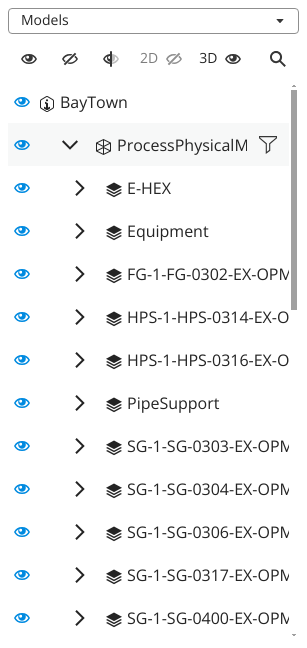 Models
2D 3D
BayTown
ProcessPhysicalM
E-HEX
Equipment
FG-1-FG-0302-EX-OPM
HPS-1-HPS-0314-EX-O
HPS-1-HPS-0316-EX-O
PipeSupport
SG-1-SG-0303-EX-OPM
SG-1-SG-0304-EX-OPM
SG-1-SG-0306-EX-OPM
SG-1-SG-0317-EX-OPM
SG-1-SG-0400-EX-OPM